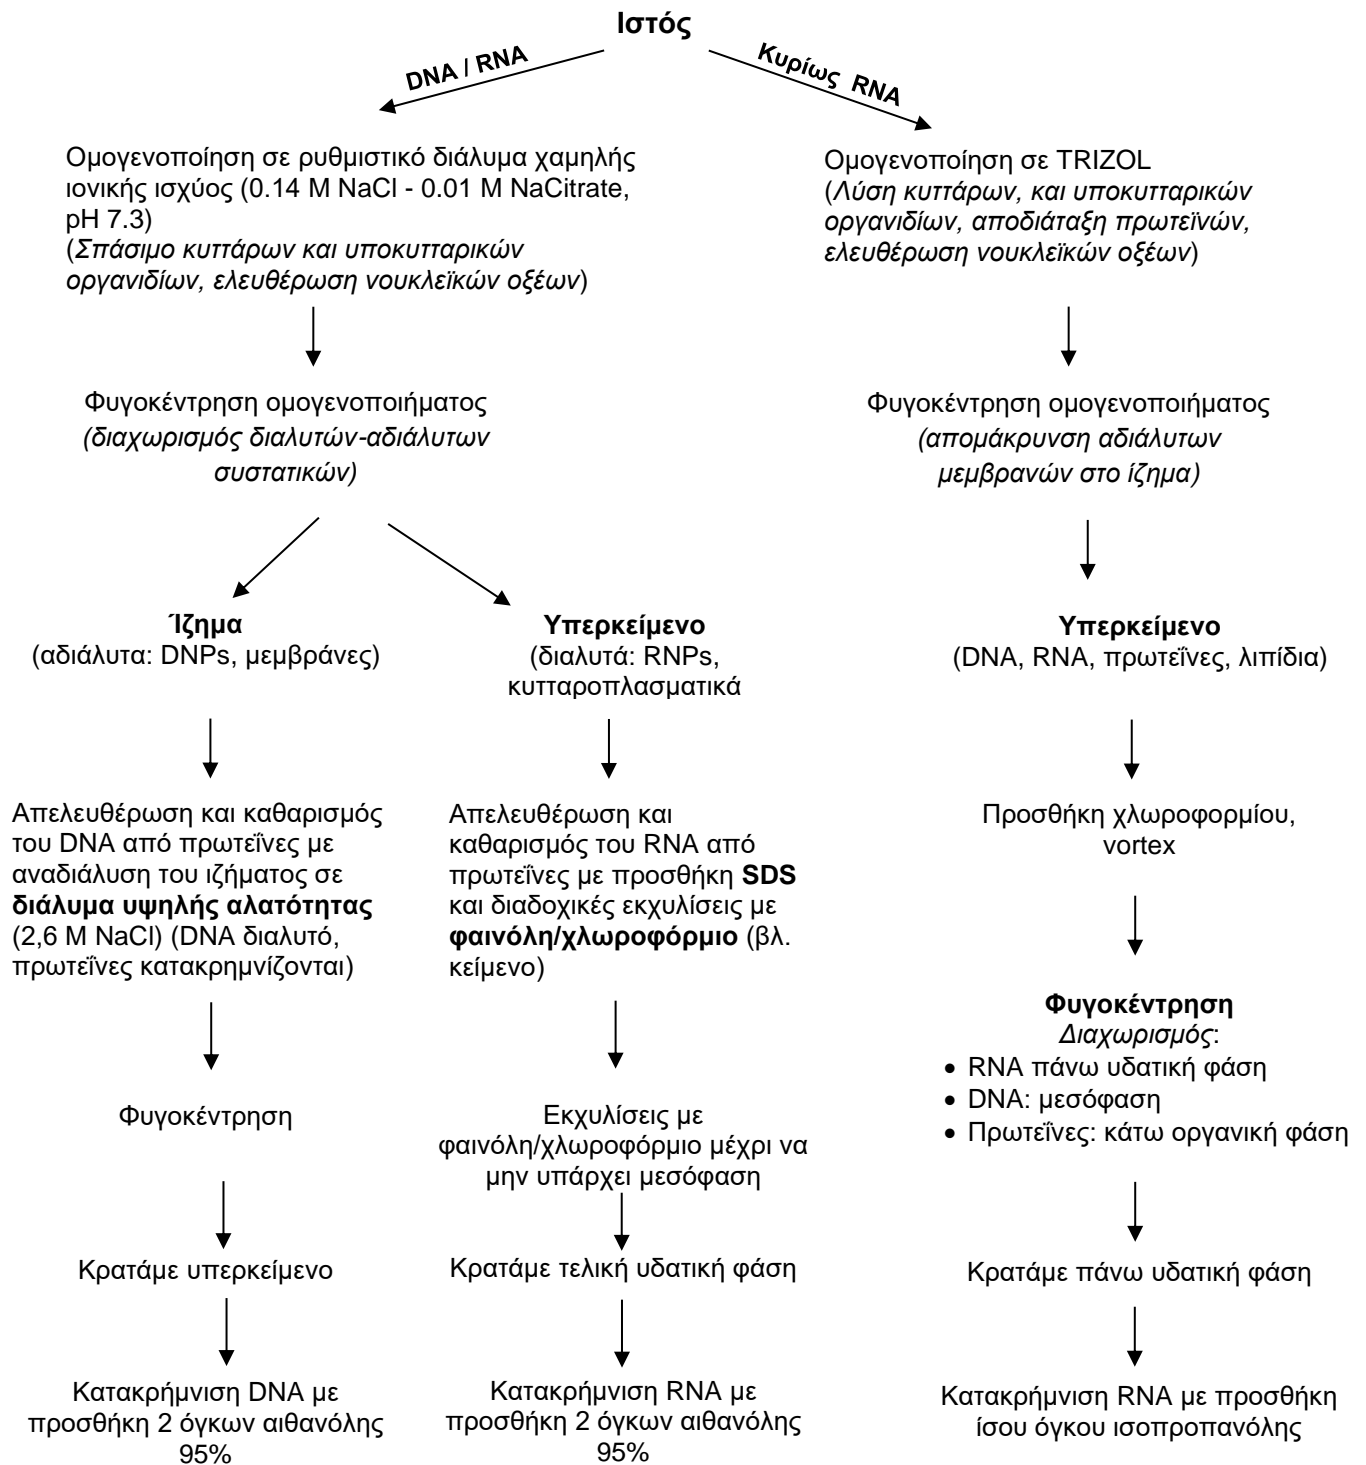 Ιστός
DNA / RNA
Κυρίως RNA
Ομογενοποίηση σε ρυθμιστικό διάλυμα χαμηλής
ιονικής ισχύος (0.14 M NaCl - 0.01 M NaCitrate,
pH 7.3)
(Σπάσιμο κυττάρων και υποκυτταρικών
οργανιδίων, ελευθέρωση νουκλεϊκών οξέων)
Ομογενοποίηση σε TRIZOL
(Λύση κυττάρων, και υποκυτταρικών
οργανιδίων, αποδιάταξη πρωτεϊνών,
ελευθέρωση νουκλεϊκών οξέων)
Φυγοκέντρηση ομογενοποιήματος
(διαχωρισμός διαλυτών-αδιάλυτων
συστατικών)
Φυγοκέντρηση ομογενοποιήματος
(απομάκρυνση αδιάλυτων
μεμβρανών στο ίζημα)
Ίζημα
(αδιάλυτα: DNPs, μεμβράνες)
Υπερκείμενο
(διαλυτά: RNPs,
κυτταροπλασματικά
Υπερκείμενο
(DNA, RNA, πρωτεΐνες, λιπίδια)
Απελευθέρωση και καθαρισμός
του DNA από πρωτεΐνες με
αναδιάλυση του ιζήματος σε
διάλυμα υψηλής αλατότητας
(2,6 M NaCl) (DNA διαλυτό,
πρωτεΐνες κατακρημνίζονται)
Απελευθέρωση και
καθαρισμός του RNA από
πρωτεΐνες με προσθήκη SDS
και διαδοχικές εκχυλίσεις με
φαινόλη/χλωροφόρμιο (βλ.
κείμενο)
Προσθήκη χλωροφορμίου,
vortex
Φυγοκέντρηση
Διαχωρισμός:
• RNA πάνω υδατική φάση
• DNA: μεσόφαση
• Πρωτεΐνες: κάτω οργανική φάση
Φυγοκέντρηση
Εκχυλίσεις με
φαινόλη/χλωροφόρμιο μέχρι να
μην υπάρχει μεσόφαση
Κρατάμε υπερκείμενο
Κρατάμε τελική υδατική φάση
Κρατάμε πάνω υδατική φάση
Κατακρήμνιση DNA με
προσθήκη 2 όγκων αιθανόλης
95%
Κατακρήμνιση RNA με
προσθήκη 2 όγκων αιθανόλης
95%
Κατακρήμνιση RNA με προσθήκη
ίσου όγκου ισοπροπανόλης